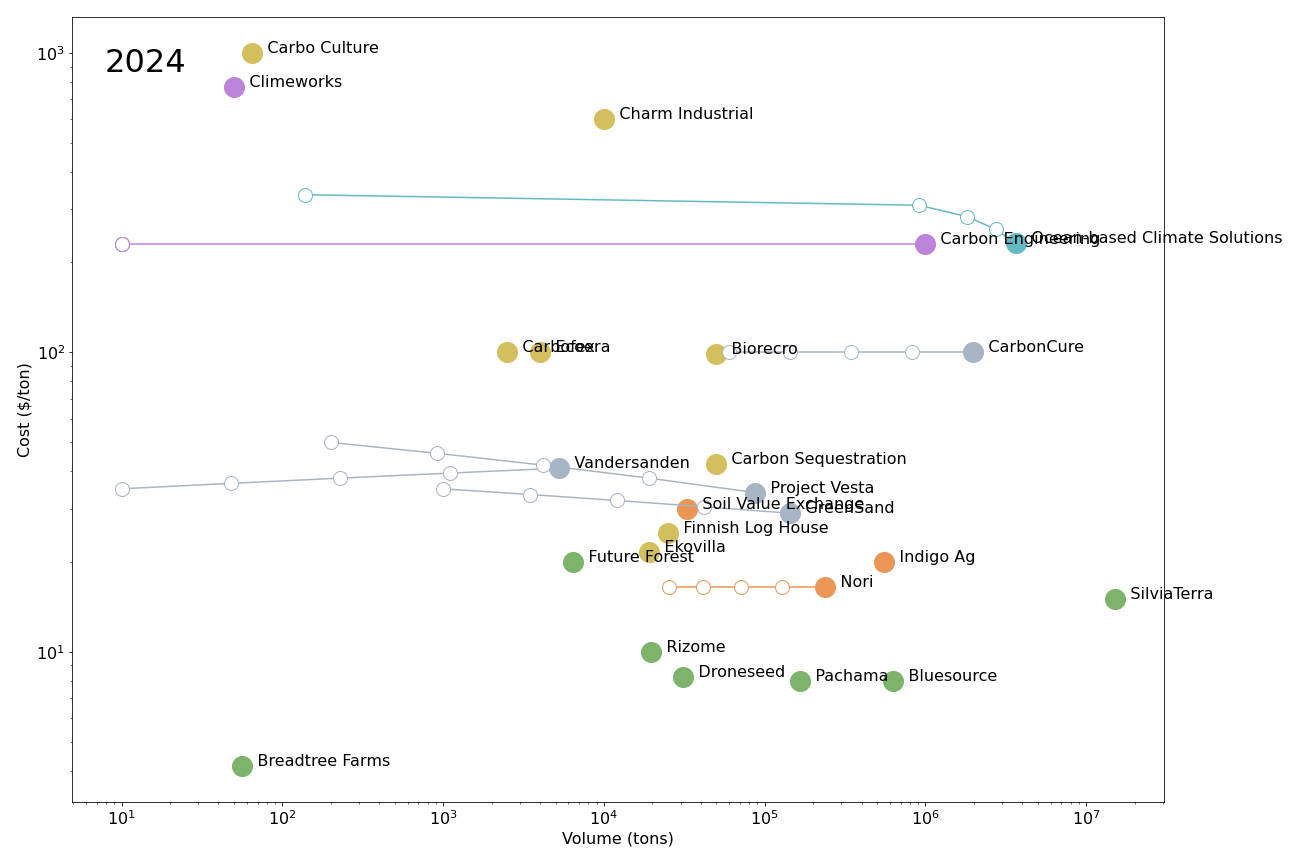 2024
Carbo Culture
Climeworks
Charm Industrial
Carbon Engineering
Ocean-based Climate Solutions
Carbofex
Ecoera
Biorecro
CarbonCure
Vandersanden
Carbon Sequestration
Project Vesta
Soil Value Exchange
GreenSand
Finnish Log House
Ekovilla
Future Forest
Indigo Ag
Nori
SilviaTerra
Rizome
Droneseed
Pachama
Bluesource
Breadtree Farms
Cost ($/ton)
10³
10²
10¹
10¹ 10² 10³ 10⁴ 10⁵ 10⁶ 10⁷
Volume (tons)